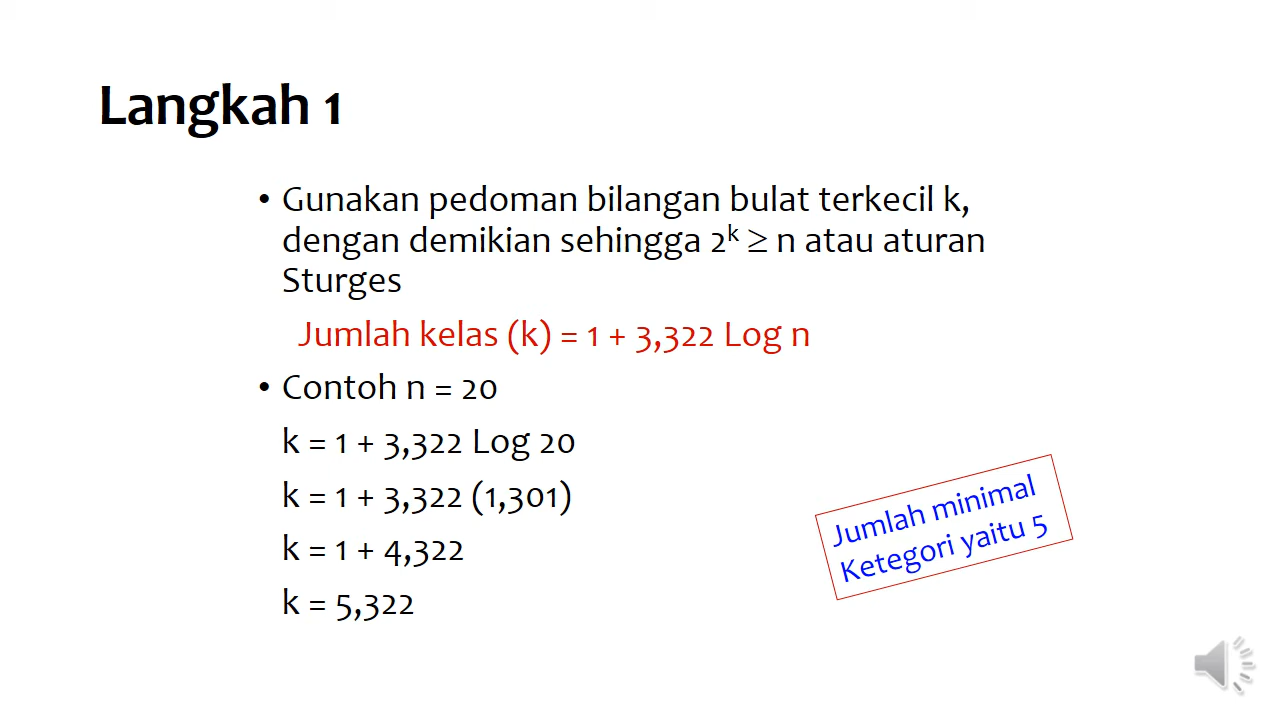 Langkah 1
• Gunakan pedoman bilangan bulat terkecil k,
dengan demikian sehingga 2ᵏ ≥ n atau aturan
Sturges
Jumlah kelas (k) = 1 + 3,322 Log n
• Contoh n = 20
k = 1 + 3,322 Log 20
k = 1 + 3,322 (1,301)
k = 1 + 4,322
k = 5,322
Jumlah minimal
Ketegori yaitu 5